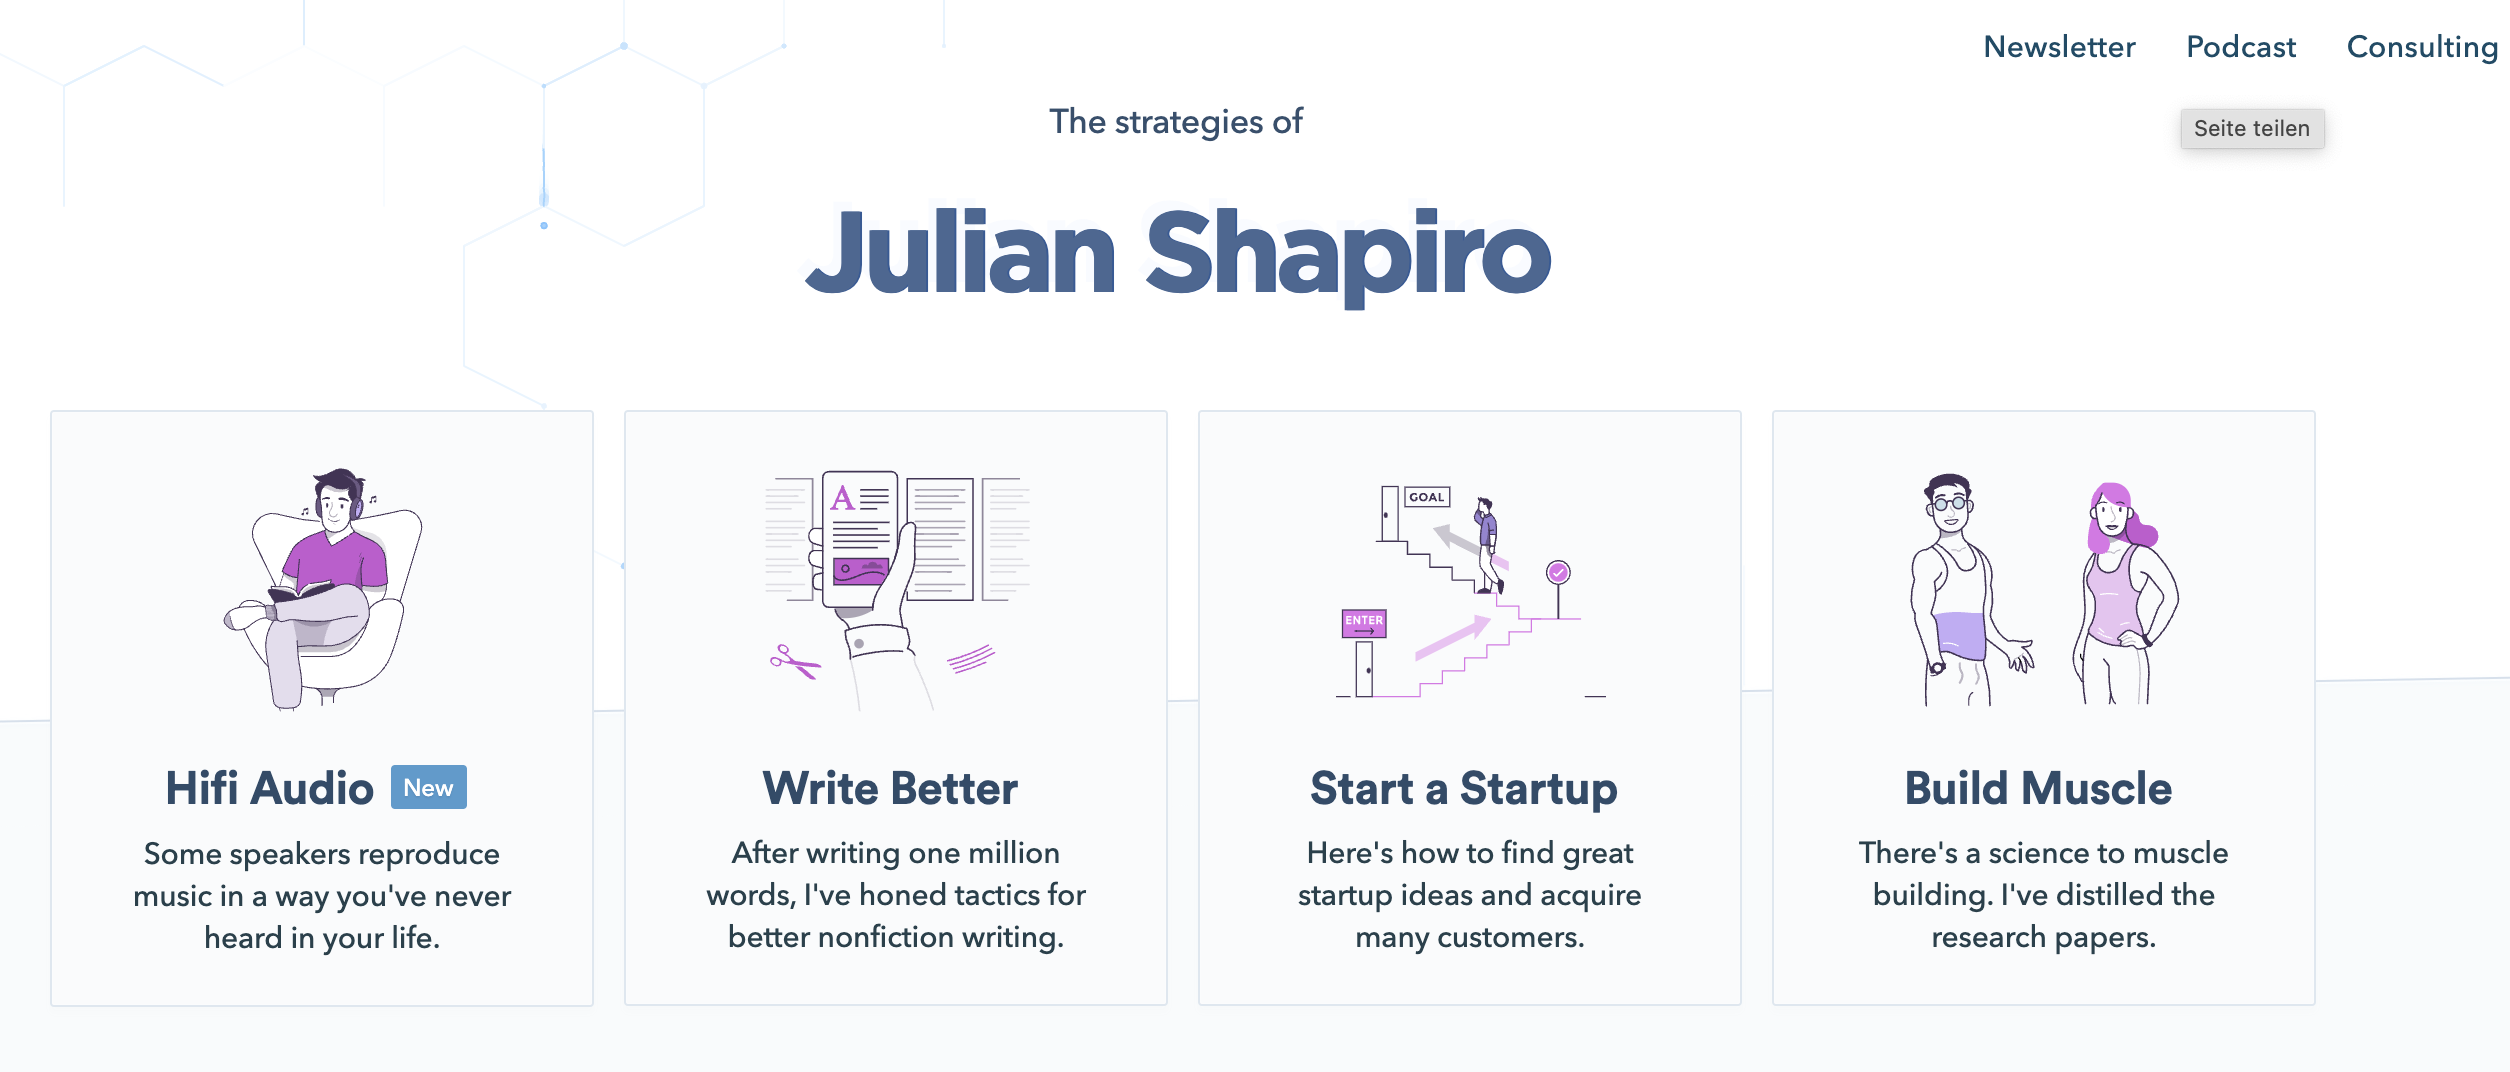 Newsletter Podcast Consulting
The strategies of
Seite teilen
Julian Shapiro
A
GOAL
ENTER
Hifi Audio New
Some speakers reproduce
music in a way you've never
heard in your life.
Write Better
After writing one million
words, I've honed tactics for
better nonfiction writing.
Start a Startup
Here's how to find great
startup ideas and acquire
many customers.
Build Muscle
There's a science to muscle
building. I've distilled the
research papers.